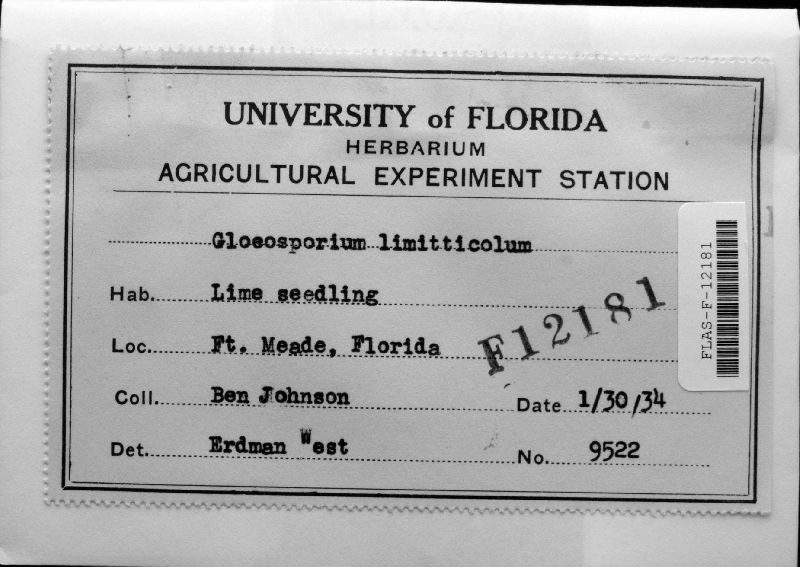 UNIVERSITY of FLORIDA
HERBARIUM
AGRICULTURAL EXPERIMENT STATION
Gloeosporium limitticolum
Hab. Lime seedling
Loc. Ft. Meade, Florida
F12181
Coll. Ben Johnson
Date 1/30/34
Det. Erdman West
No. 9522
FLAS-F-12181